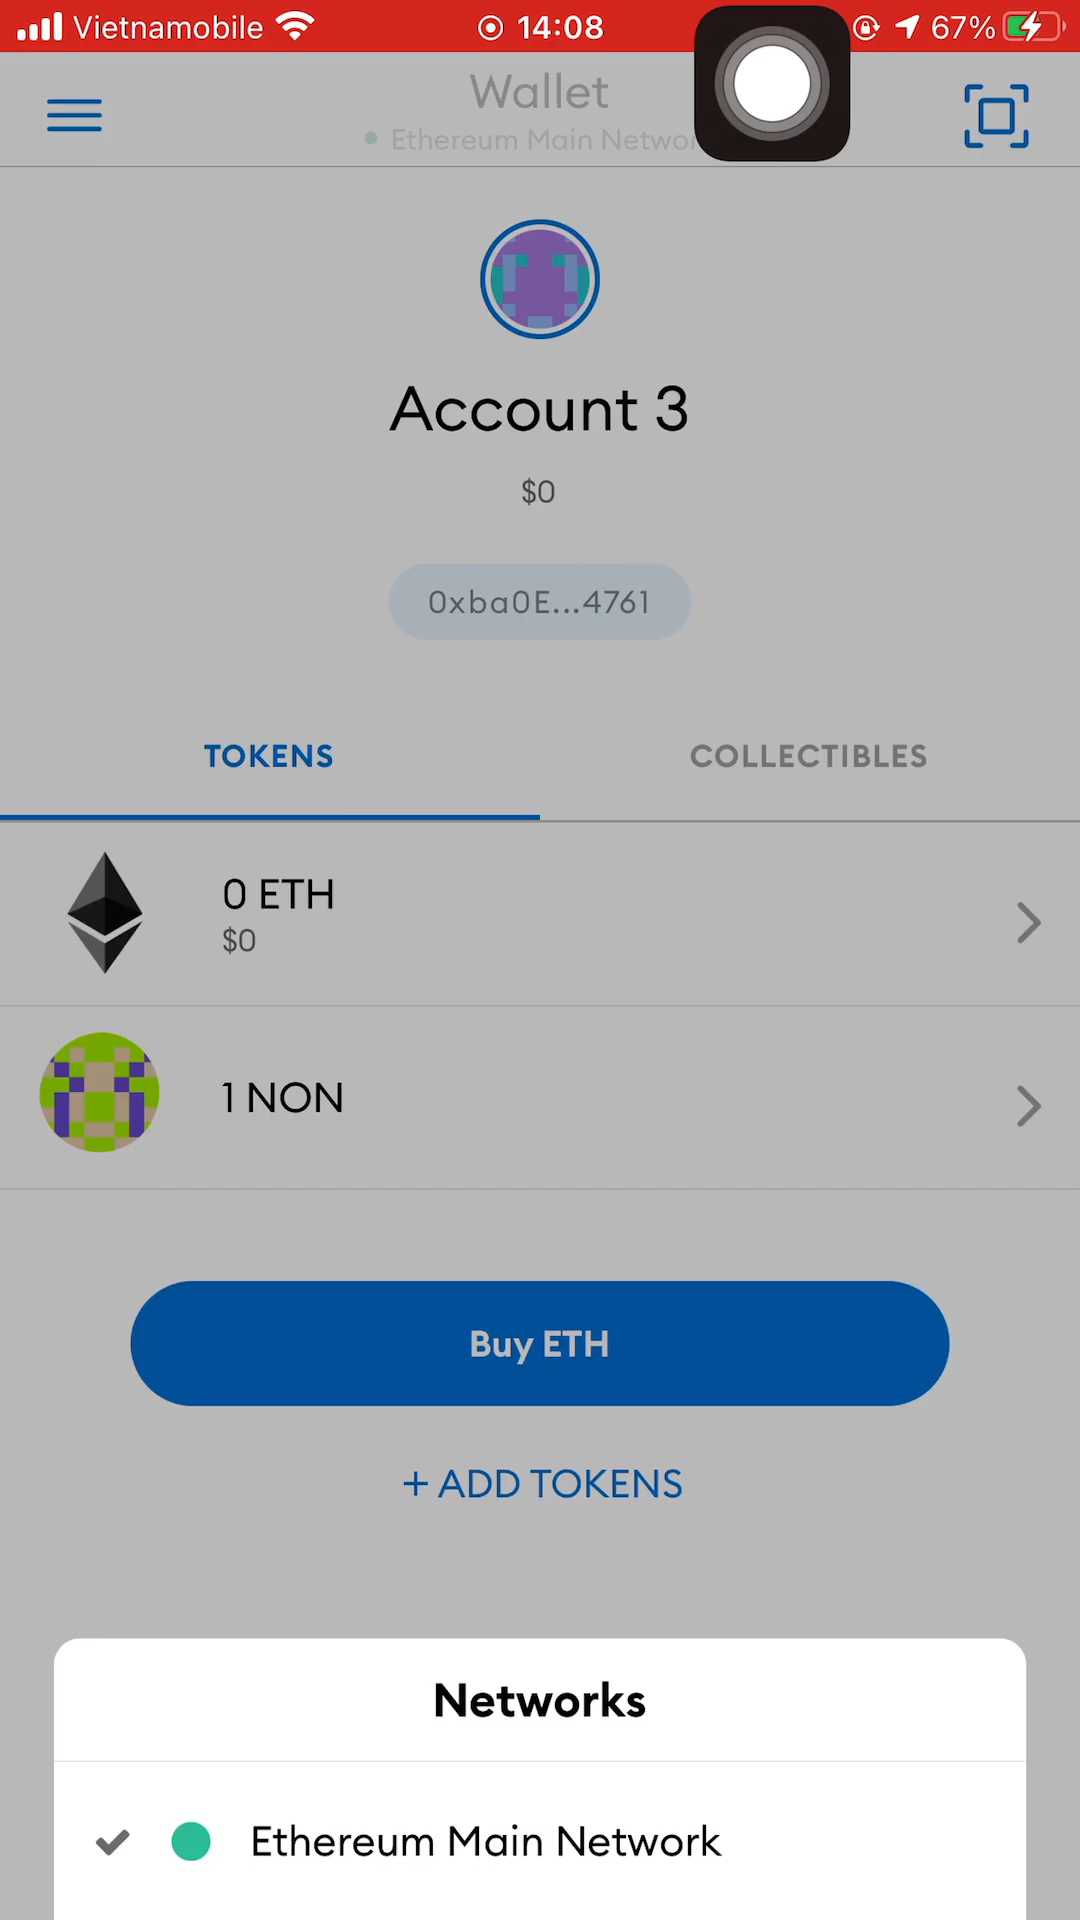 Vietnamobile 14:08 67%
Wallet
Ethereum Main
Account 3
$0
0xba0E...4761
TOKENS COLLECTIBLES
0 ETH
$0
1 NON
Buy ETH
+ ADD TOKENS
Networks
Ethereum Main Network